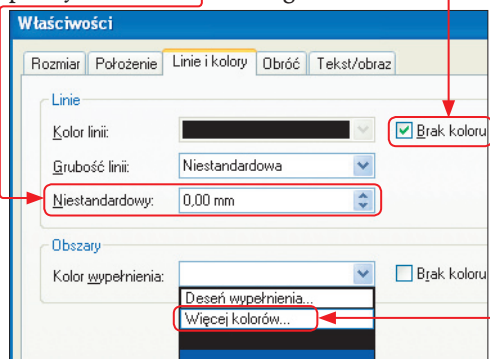 Właściwości
Rozmiar Położenie Linie i kolory Obróć Tekst/obraz
Linie
Kolor linii: Brak koloru
Grubość linii: Niestandardowa
Niestandardowy: 0,00 mm
Obszary
Kolor wypełnienia: Brak koloru
Deseń wypełnienia...
Więcej kolorów...